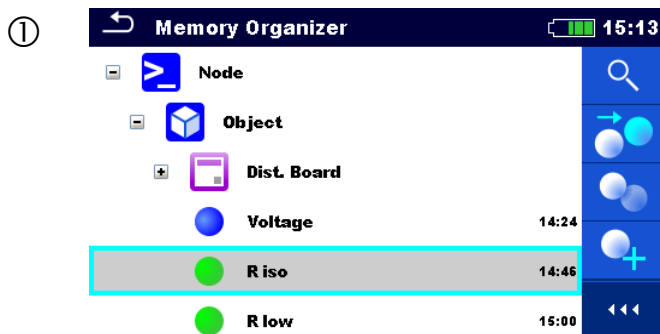 ①
Memory Organizer 15:13
Node
Object
Dist. Board
Voltage 14:24
R iso 14:46
R low 15:00